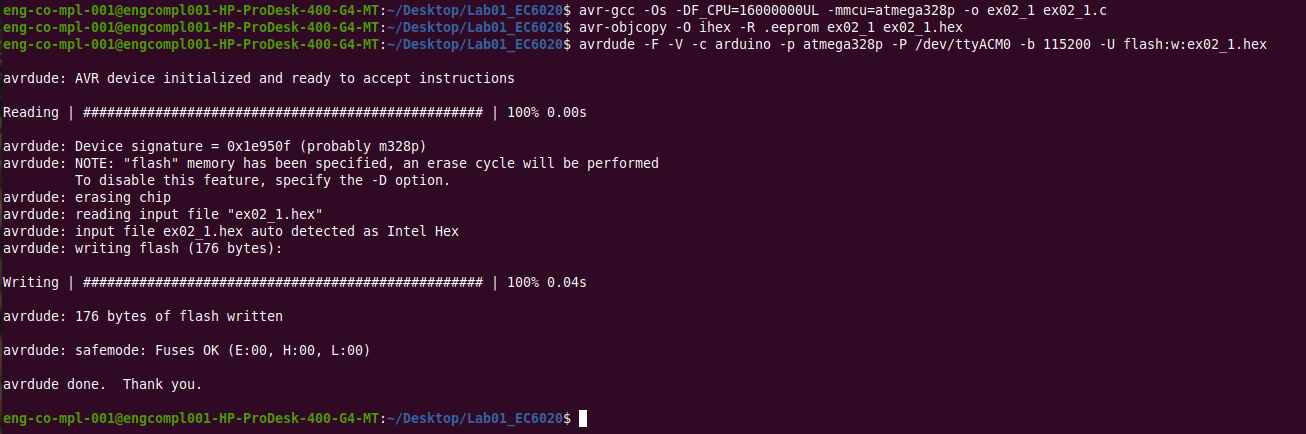 eng-co-mpl-001@engcompl001-HP-ProDesk-400-G4-MT:~/Desktop/Lab01_EC6020$ avr-gcc -Os -DF_CPU=16000000UL -mmcu=atmega328p -o ex02_1 ex02_1.c
eng-co-mpl-001@engcompl001-HP-ProDesk-400-G4-MT:~/Desktop/Lab01_EC6020$ avr-objcopy -O ihex -R .eeprom ex02_1 ex02_1.hex
eng-co-mpl-001@engcompl001-HP-ProDesk-400-G4-MT:~/Desktop/Lab01_EC6020$ avrdude -F -V -c arduino -p atmega328p -P /dev/ttyACM0 -b 115200 -U flash:w:ex02_1.hex
avrdude: AVR device initialized and ready to accept instructions
Reading | ################################################## | 100% 0.00s
avrdude: Device signature = 0x1e950f (probably m328p)
avrdude: NOTE: "flash" memory has been specified, an erase cycle will be performed
To disable this feature, specify the -D option.
avrdude: erasing chip
avrdude: reading input file "ex02_1.hex"
avrdude: input file ex02_1.hex auto detected as Intel Hex
avrdude: writing flash (176 bytes):
Writing | ################################################## | 100% 0.04s
avrdude: 176 bytes of flash written
avrdude: safemode: Fuses OK (E:00, H:00, L:00)
avrdude done.  Thank you.
eng-co-mpl-001@engcompl001-HP-ProDesk-400-G4-MT:~/Desktop/Lab01_EC6020$